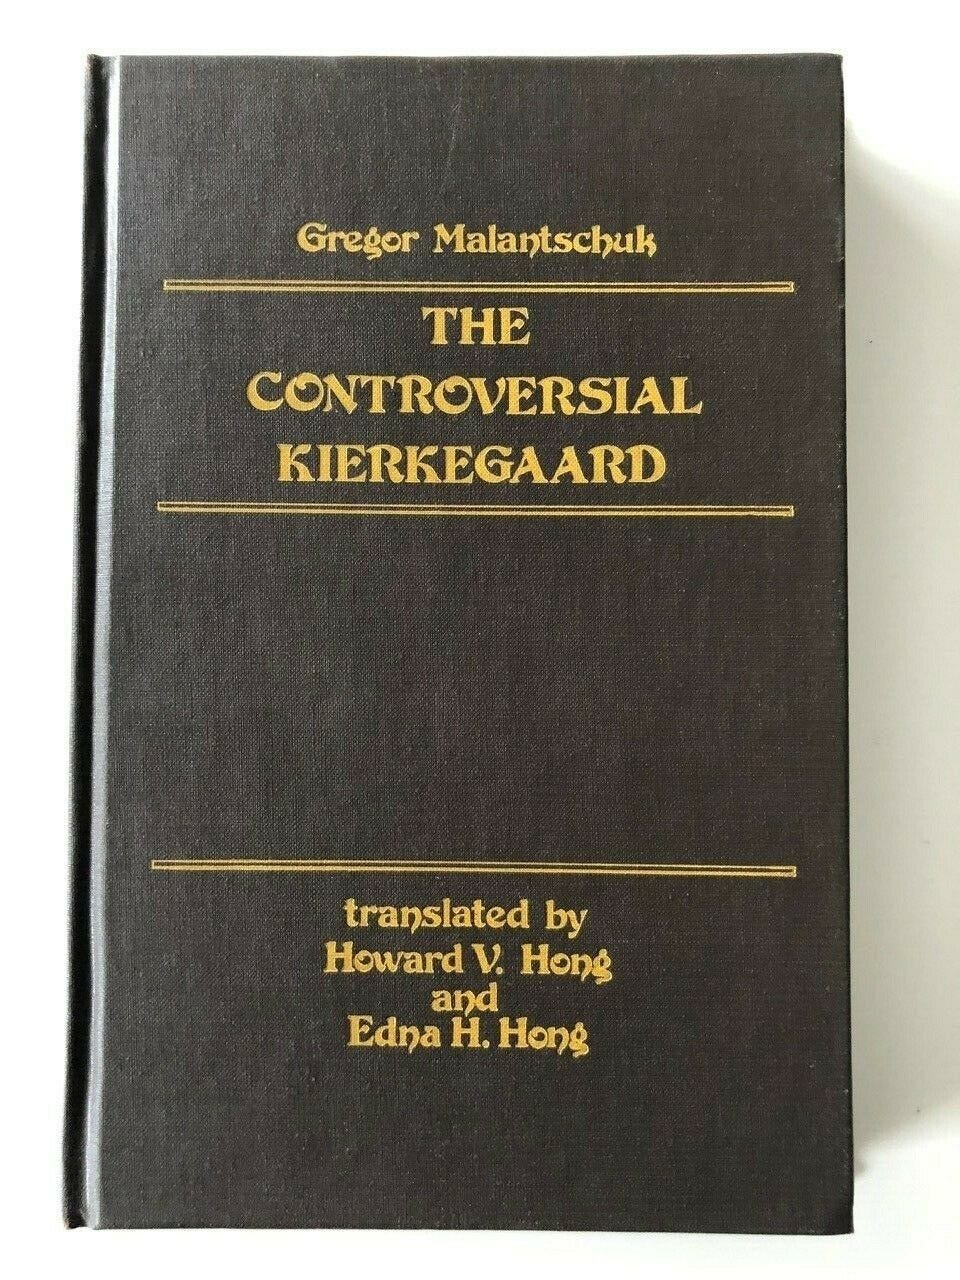 Gregor Malantschuk
THE
CONTROVERSIAL
KIERKEGAARD
translated by
Howard V. Hong
and
Edna H. Hong